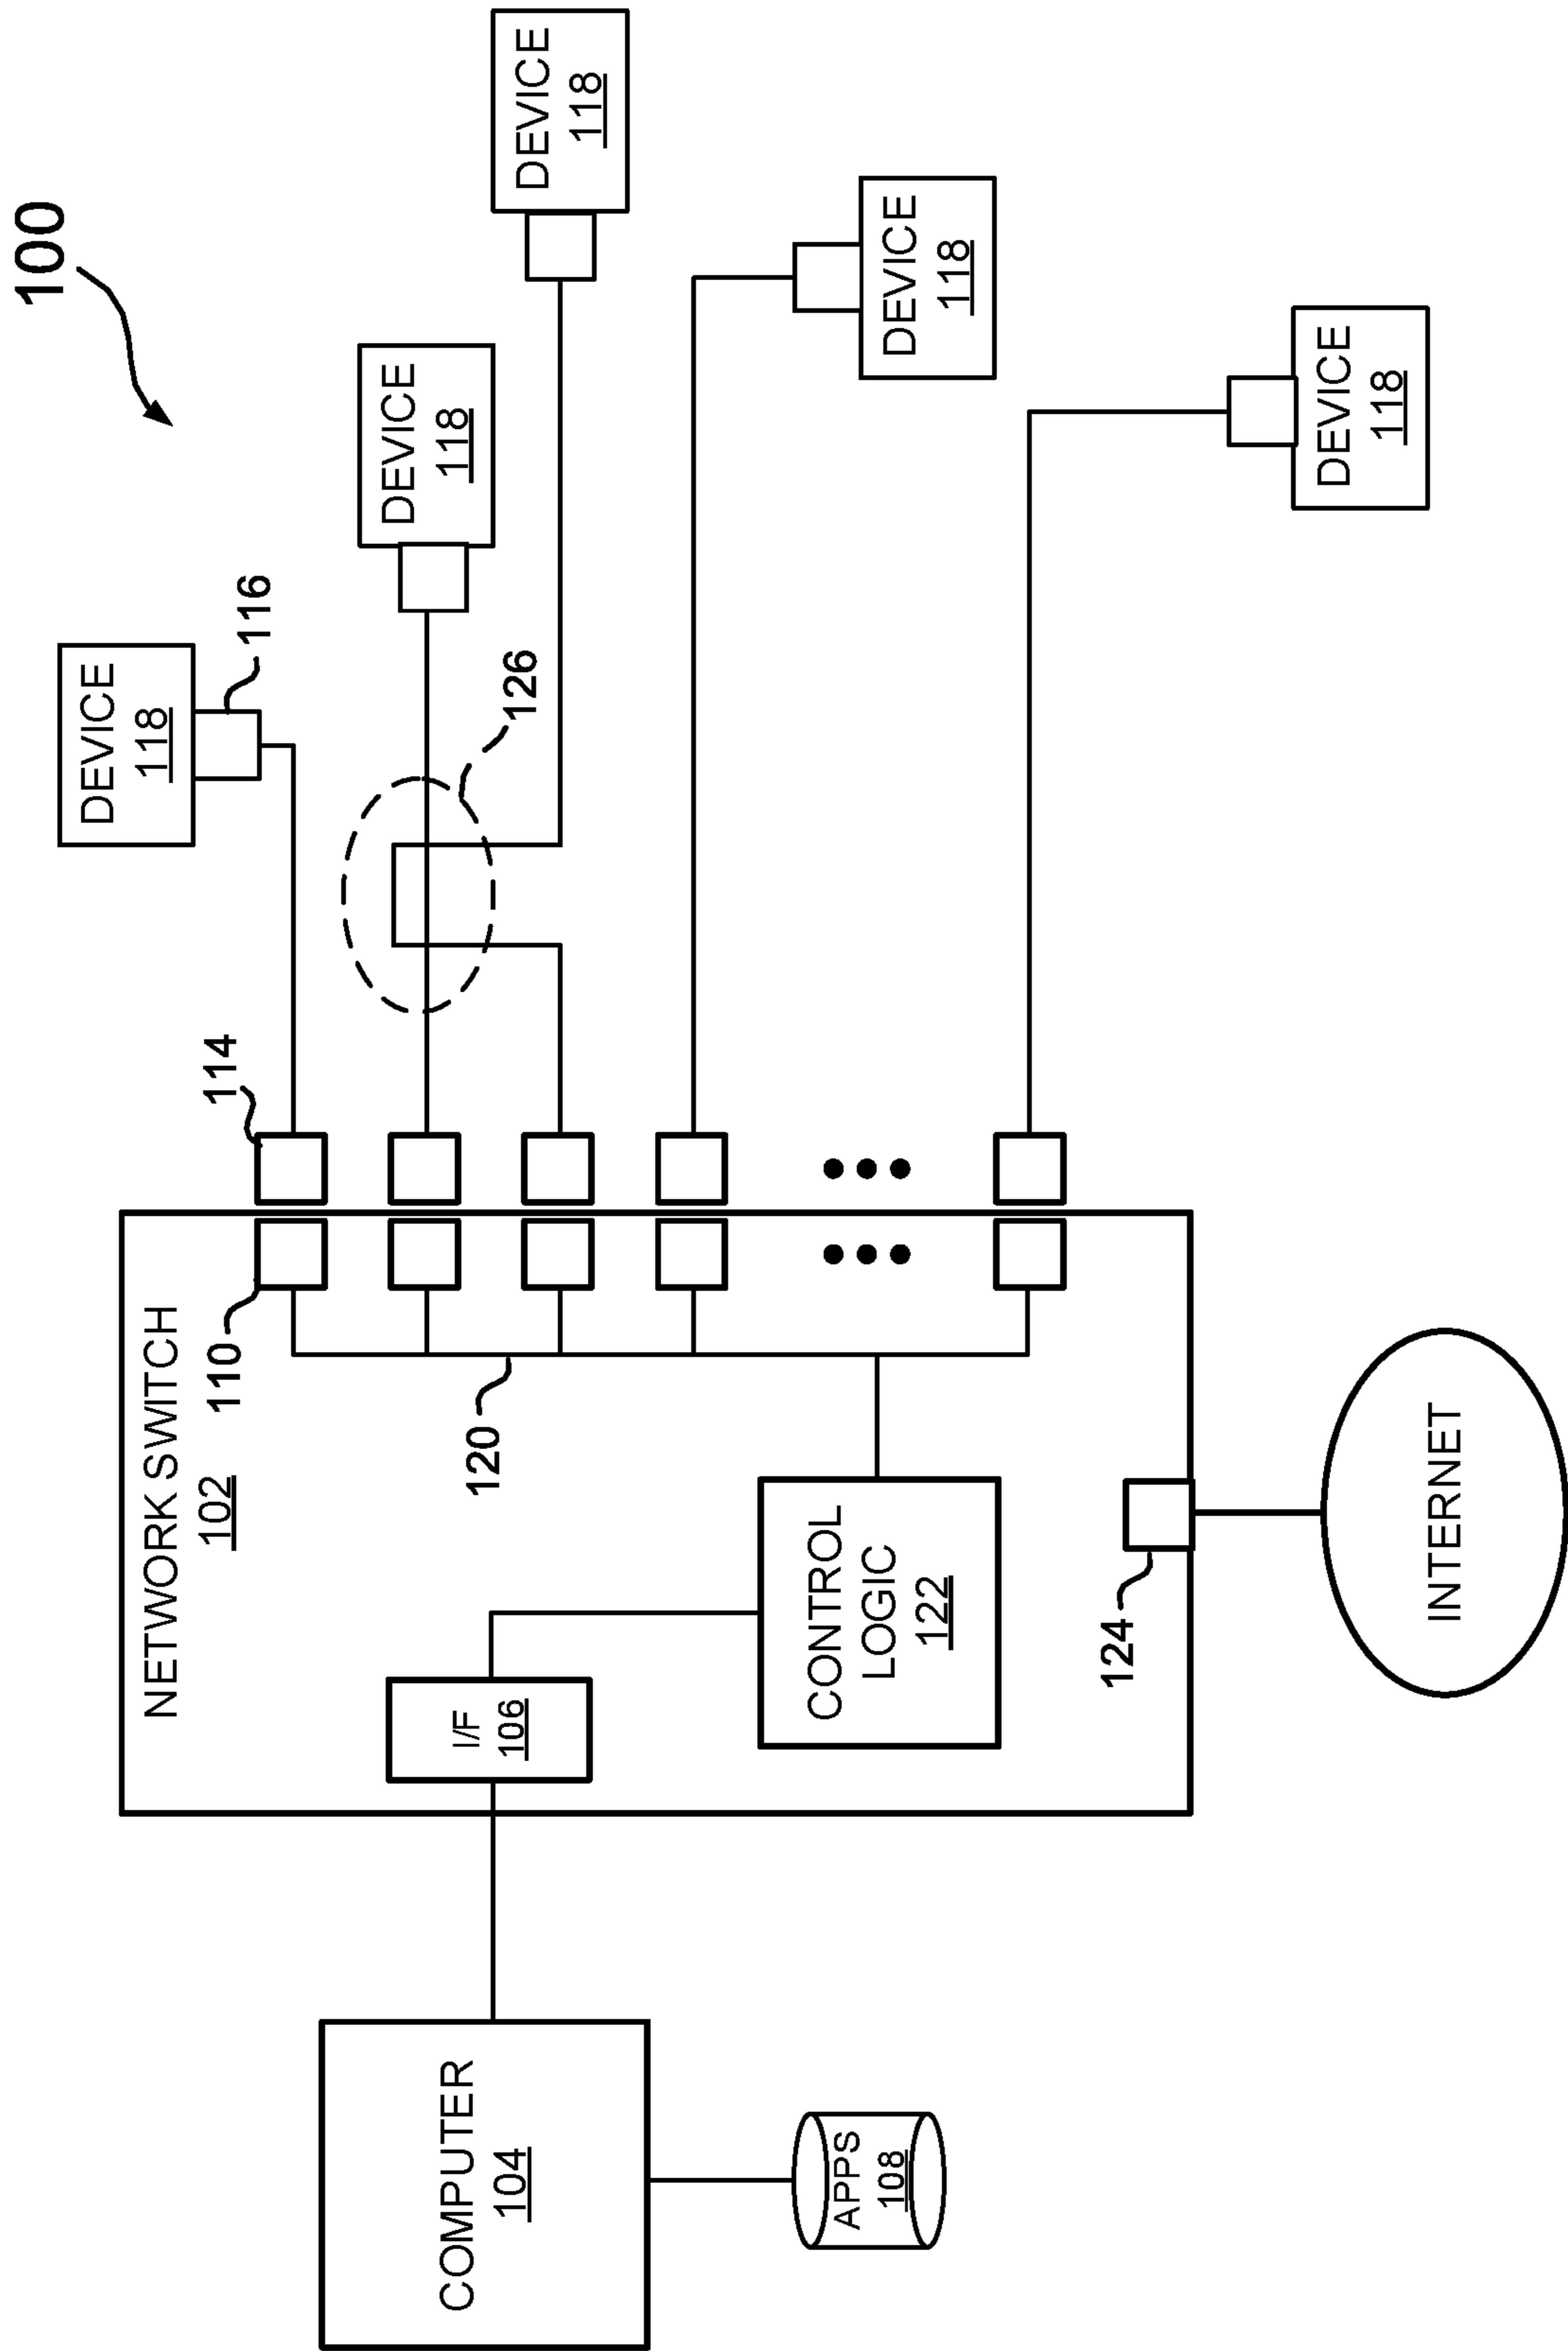 100
DEVICE
118
116
DEVICE
118
DEVICE
118
126
114
DEVICE
118
DEVICE
118
NETWORK SWITCH
102
110
120
I/F
106
CONTROL
LOGIC
122
124
COMPUTER
104
APPS
108
INTERNET